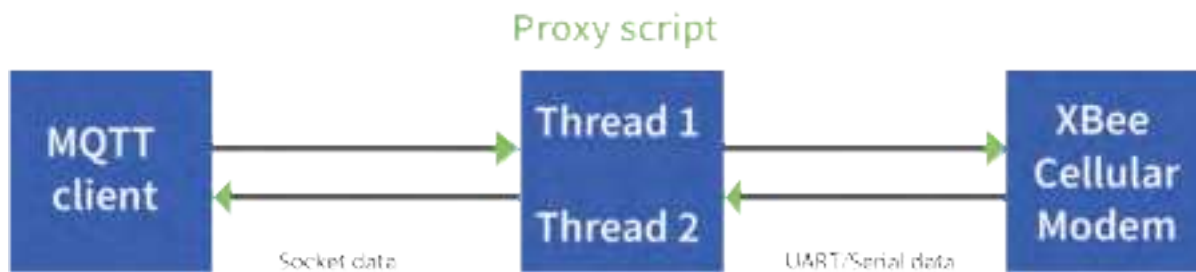 Proxy script
MQTT
client
Thread 1
Thread 2
XBee
Cellular
Modem
Socket data
UART/Serial data